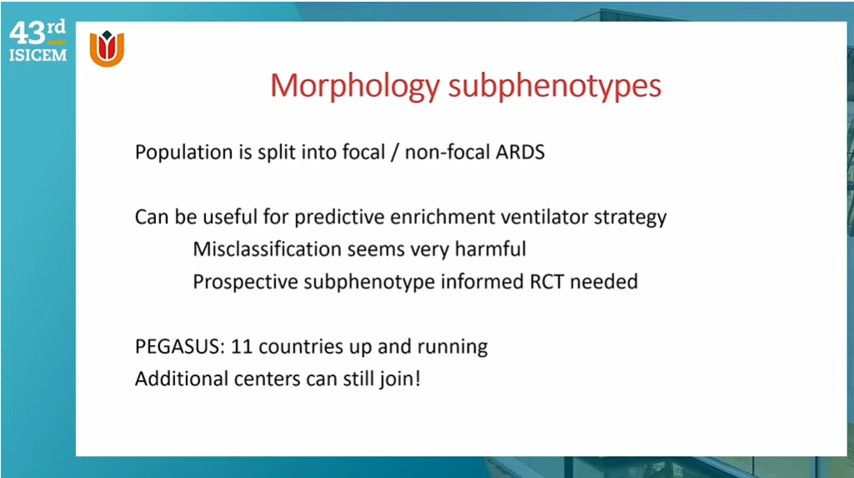 43rd
ISICEM
Morphology subphenotypes
Population is split into focal / non-focal ARDS
Can be useful for predictive enrichment ventilator strategy
Misclassification seems very harmful
Prospective subphenotype informed RCT needed
PEGASUS: 11 countries up and running
Additional centers can still join!